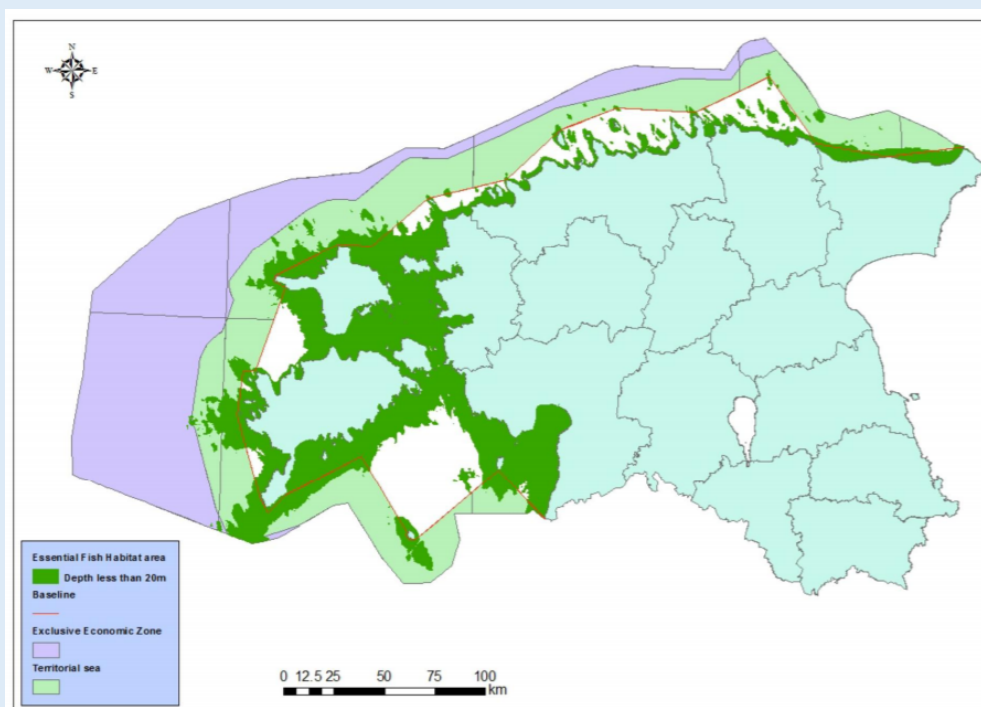 N
W E
S
Essential Fish Habitat area
Depth less than 20m
Baseline
Exclusive Economic Zone
Territorial sea
0 12.5 25 50 75 100
km